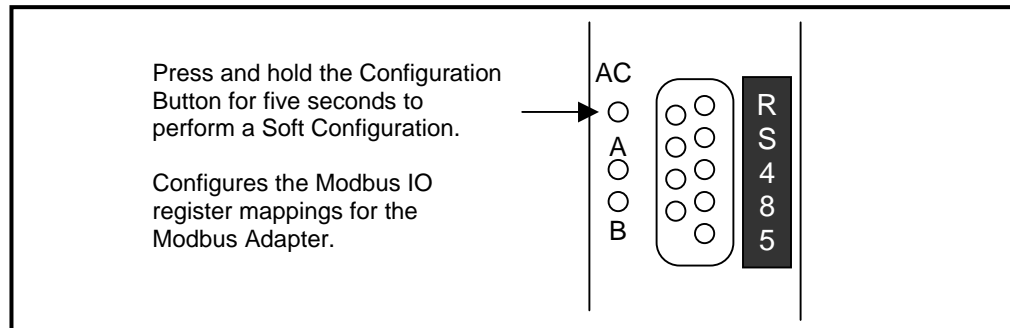 Press and hold the Configuration
Button for five seconds to
perform a Soft Configuration.
Configures the Modbus IO
register mappings for the
Modbus Adapter.
AC
A
B
R
S
4
8
5